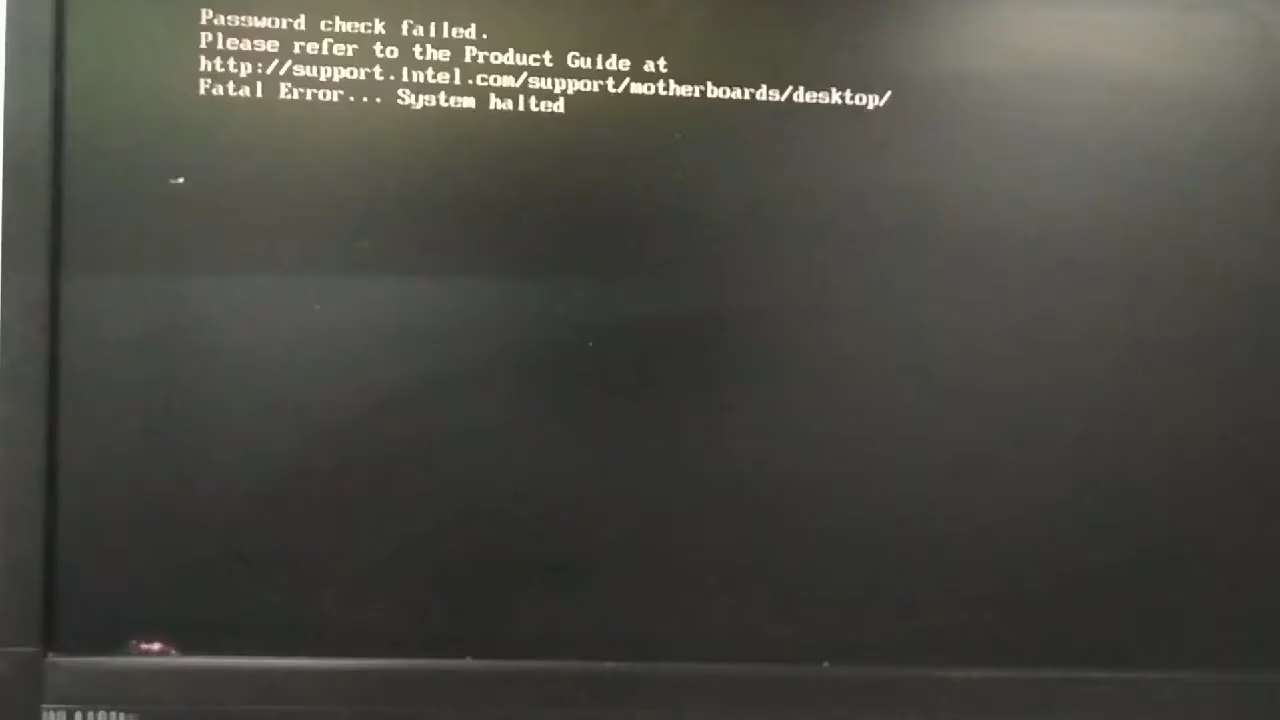 Password check failed.
Please refer to the Product Guide at
http://support.intel.com/support/motherboards/desktop/
Fatal Error... System halted